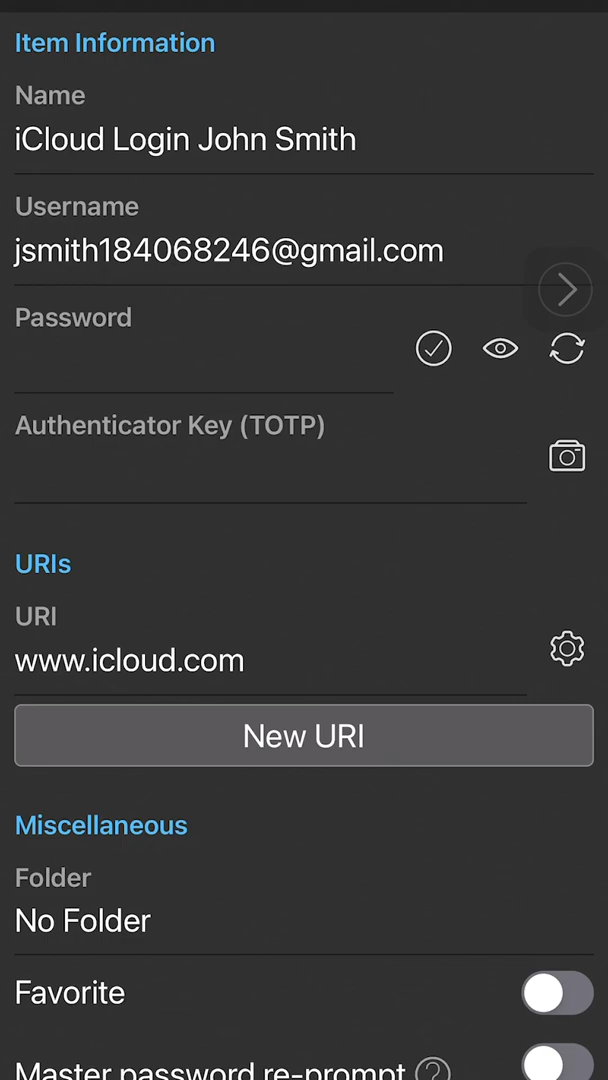 Item Information
Name
iCloud Login John Smith
Username
jsmith184068246@gmail.com
Password
Authenticator Key (TOTP)
URIs
URI
www.icloud.com
New URI
Miscellaneous
Folder
No Folder
Favorite
Master password re-prompt